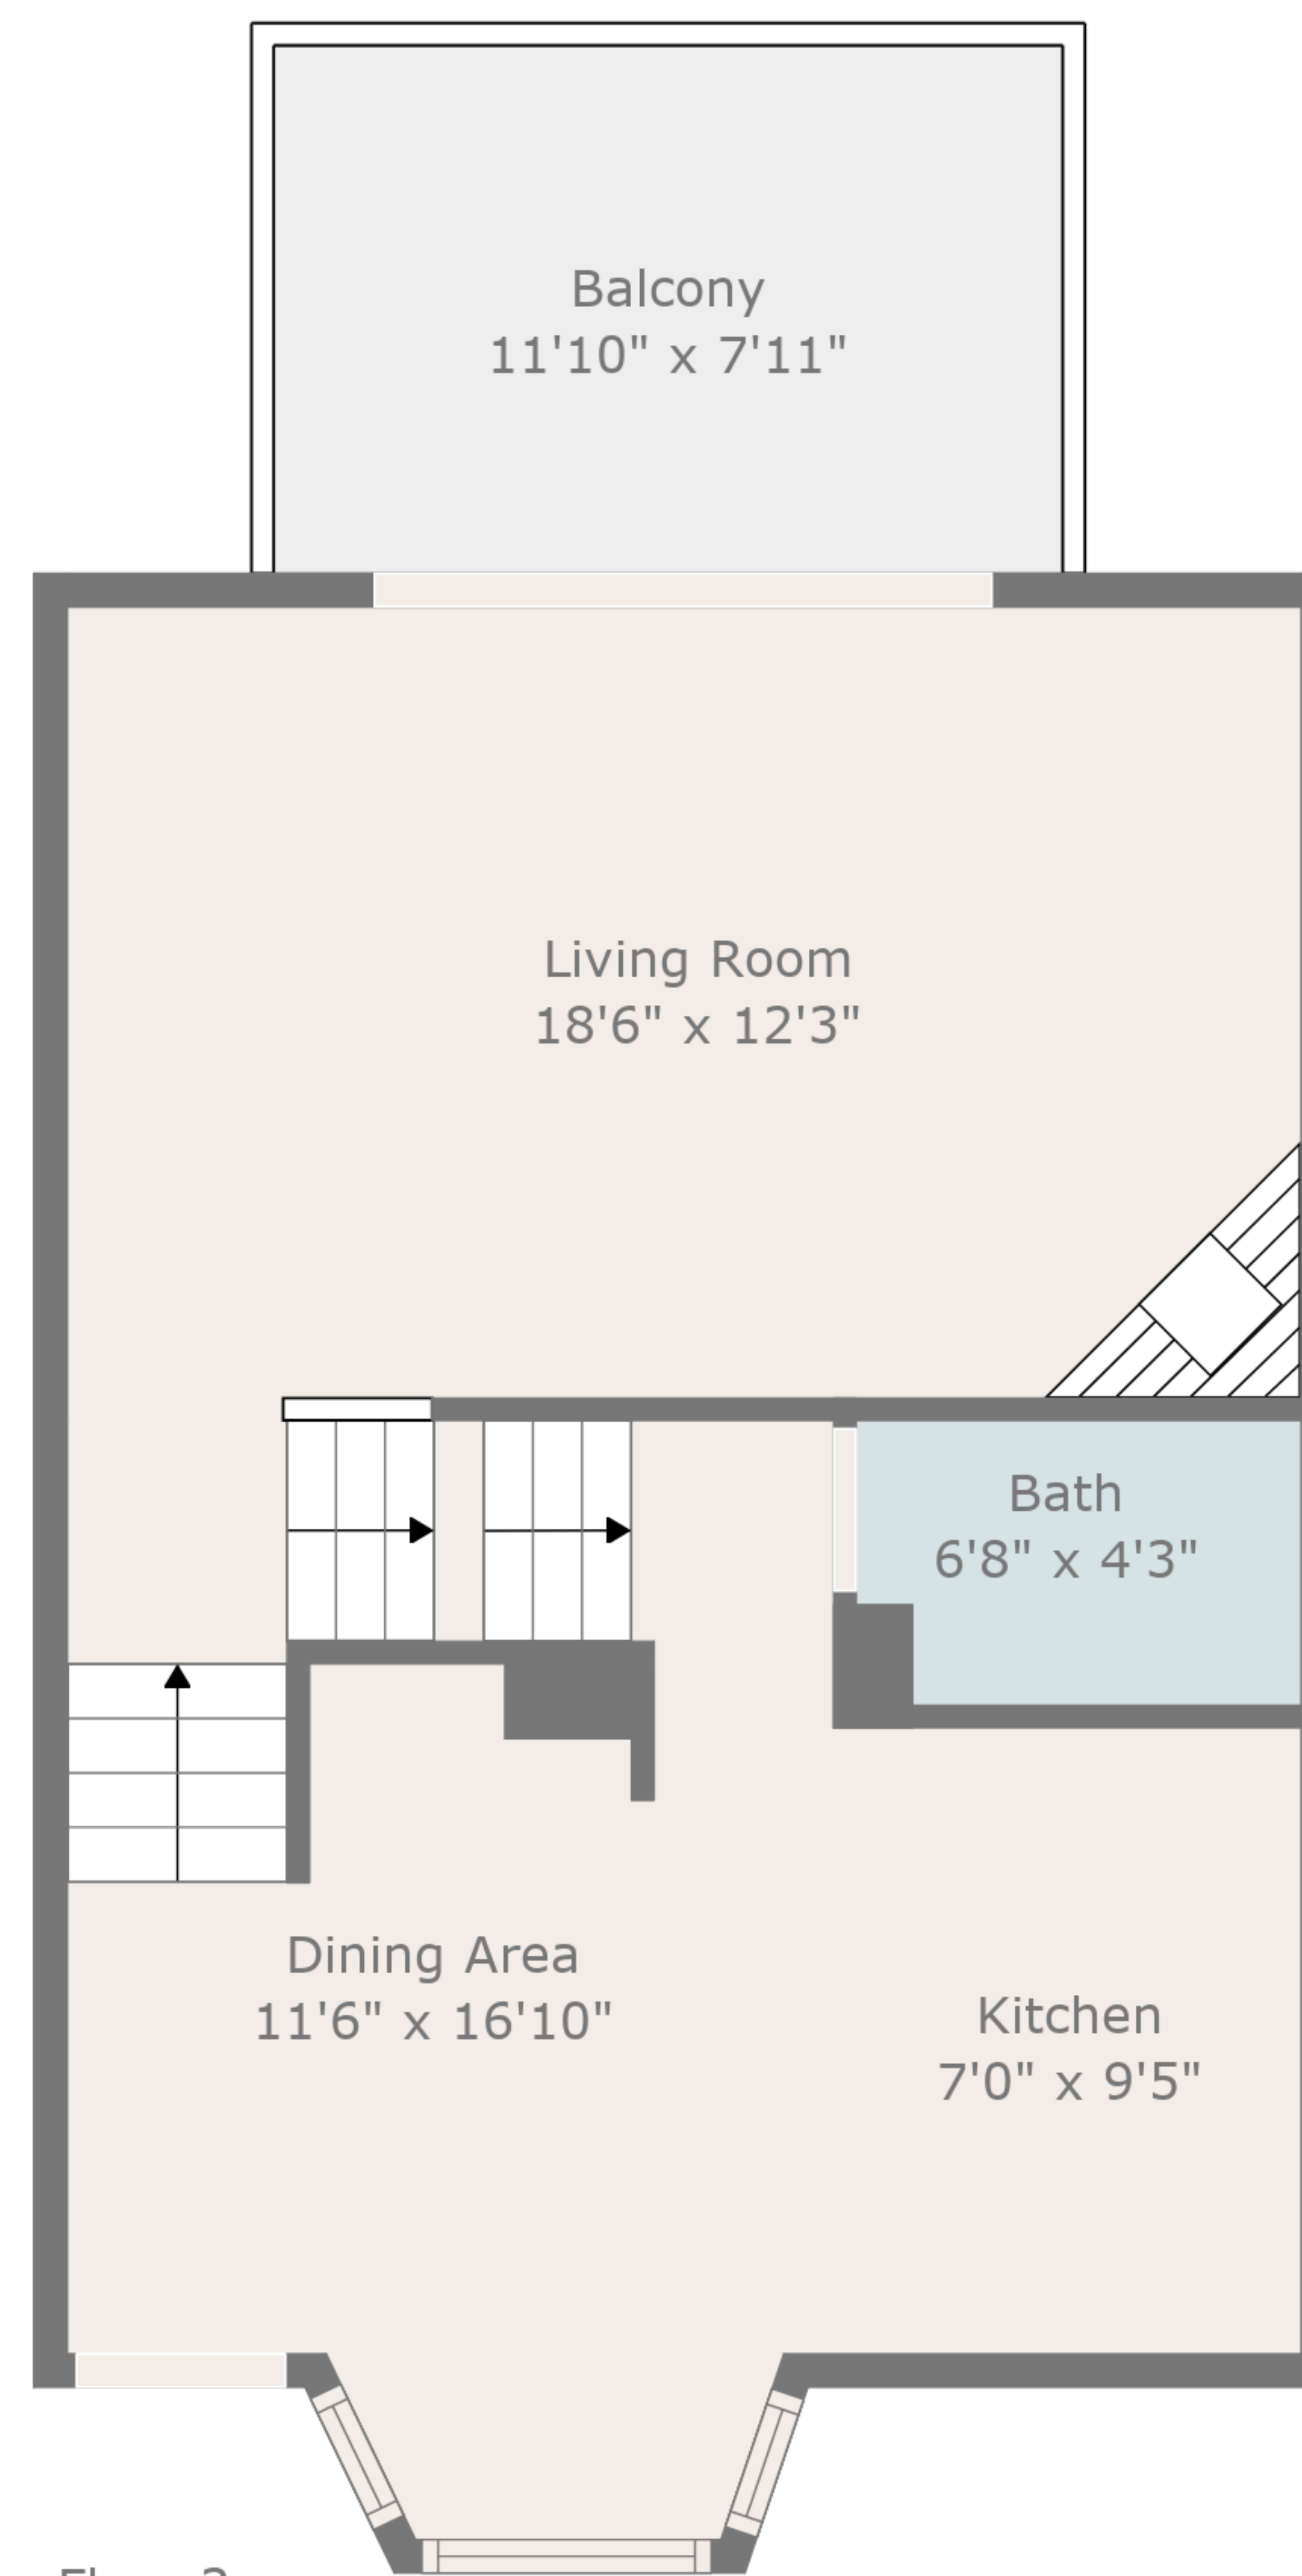 Balcony
11'10" x 7'11"
Living Room
18'6" x 12'3"
Bath
6'8" x 4'3"
Dining Area
11'6" x 16'10"
Kitchen
7'0" x 9'5"